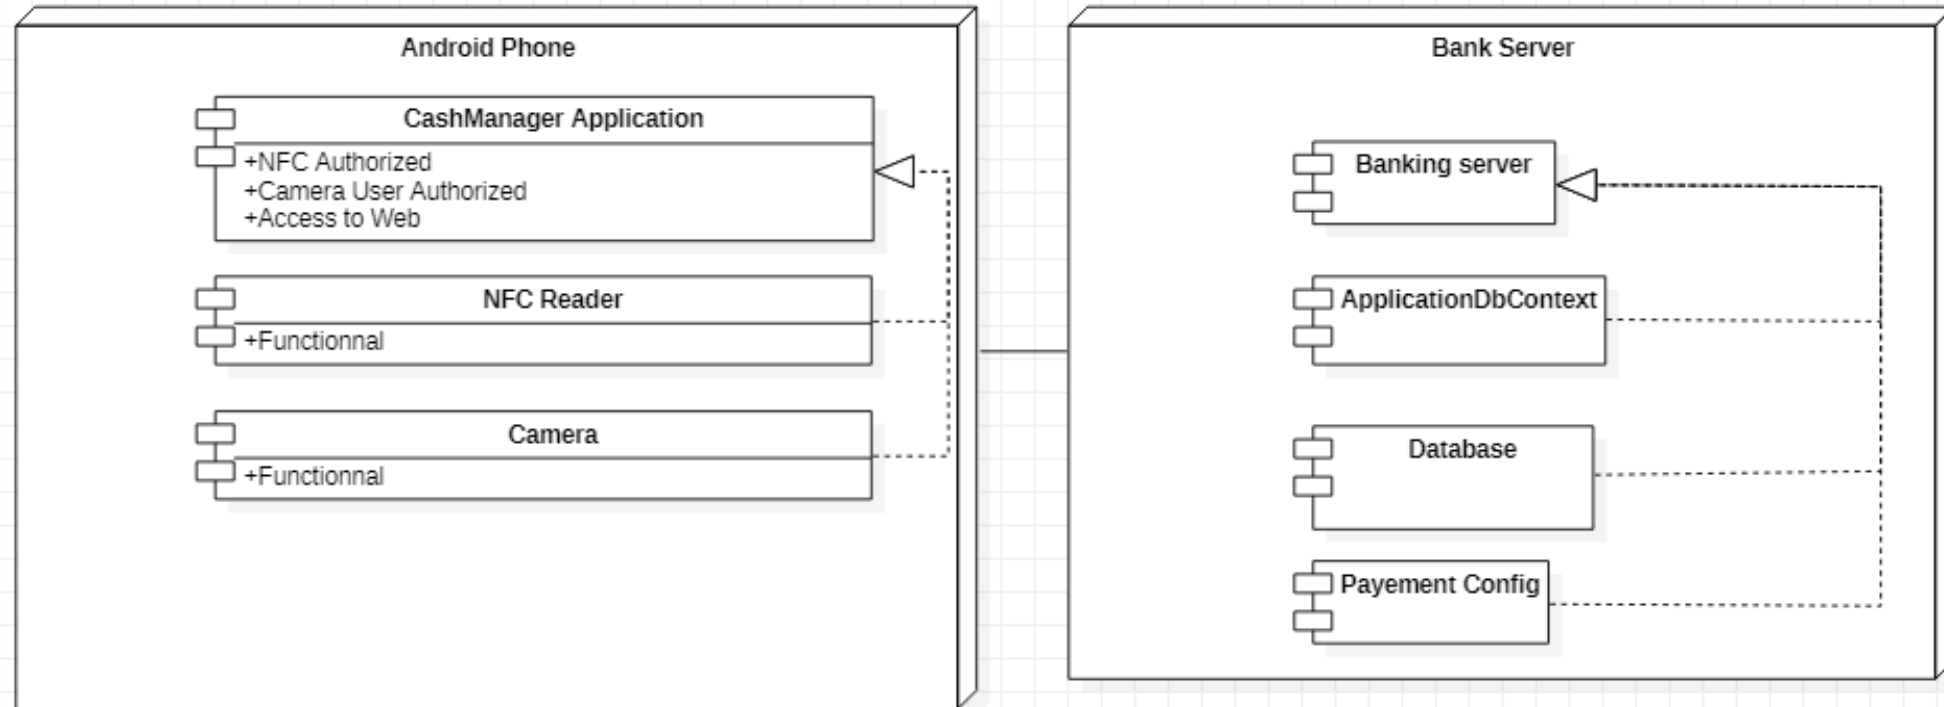 Android Phone
CashManager Application
+NFC Authorized
+Camera User Authorized
+Access to Web
NFC Reader
+Functionnal
Camera
+Functionnal
Bank Server
Banking server
ApplicationDbContext
Database
Payement Config